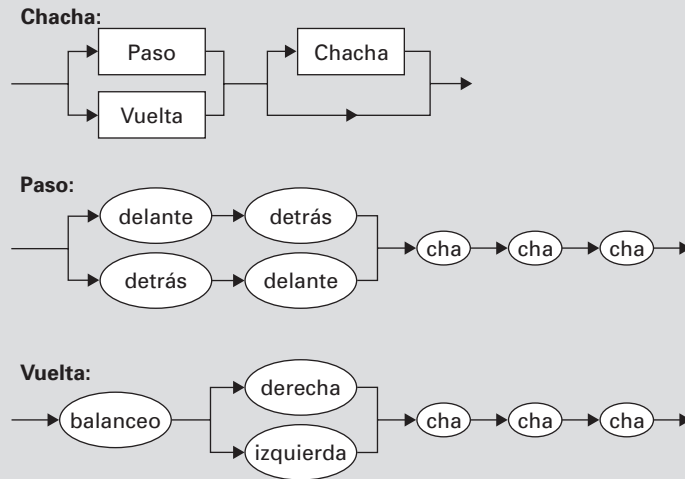 Chacha:
Paso Chacha
Vuelta
Paso:
delante detrás
cha cha cha
detrás delante
Vuelta:
derecha
balanceo cha cha cha
izquierda